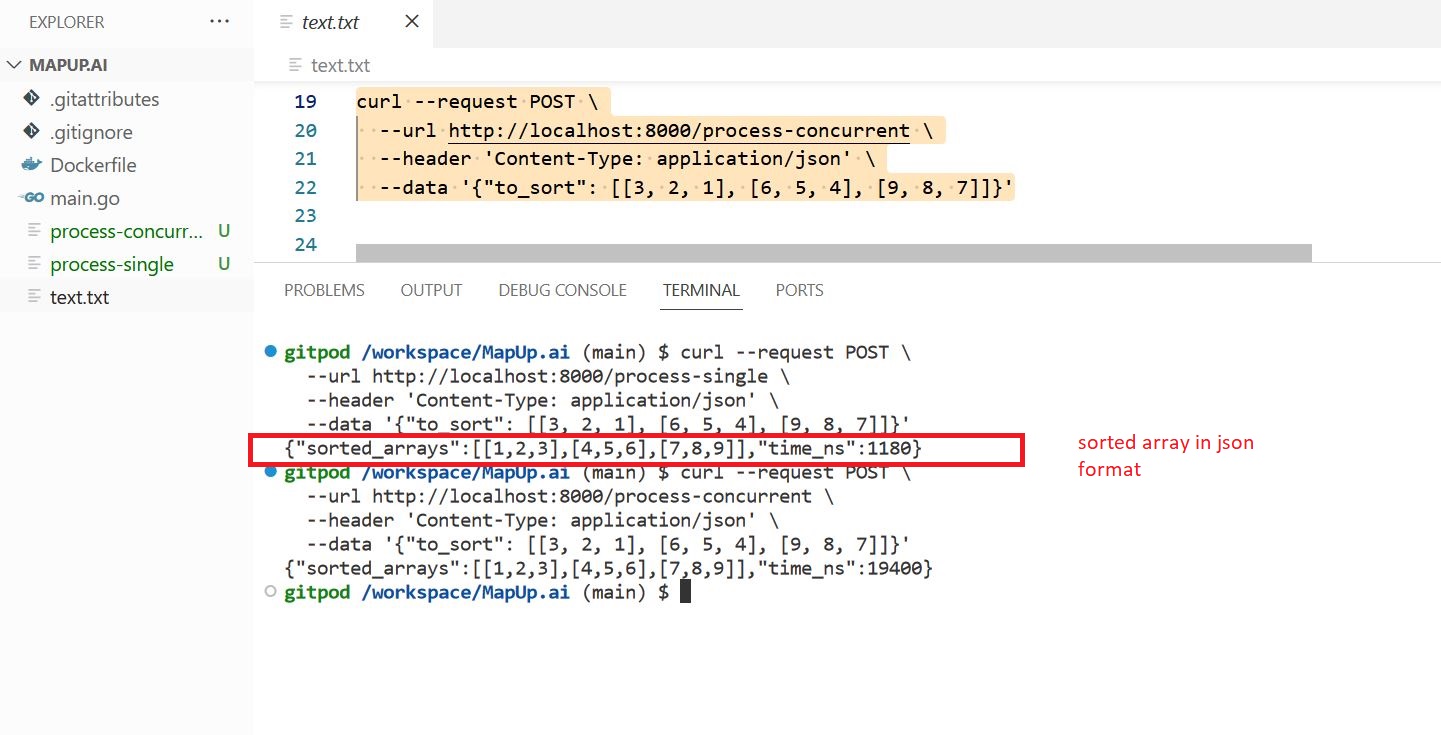 EXPLORER ···
MAPUP.AI
.gitattributes
.gitignore
Dockerfile
GO main.go
process-concurr... U
process-single U
text.txt
text.txt
text.txt
19 curl --request POST \
20 --url http://localhost:8000/process-concurrent \
21 --header 'Content-Type: application/json' \
22 --data '{"to_sort": [[3, 2, 1], [6, 5, 4], [9, 8, 7]]}'
23
24
PROBLEMS OUTPUT DEBUG CONSOLE TERMINAL PORTS
gitpod /workspace/MapUp.ai (main) $ curl --request POST \
--url http://localhost:8000/process-single \
--header 'Content-Type: application/json' \
--data '{"to_sort": [[3, 2, 1], [6, 5, 4], [9, 8, 7]]}'
{"sorted_arrays":[[1,2,3],[4,5,6],[7,8,9]],"time_ns":1180}
gitpod /workspace/MapUp.ai (main) $ curl --request POST \
--url http://localhost:8000/process-concurrent \
--header 'Content-Type: application/json' \
--data '{"to_sort": [[3, 2, 1], [6, 5, 4], [9, 8, 7]]}'
{"sorted_arrays":[[1,2,3],[4,5,6],[7,8,9]],"time_ns":19400}
gitpod /workspace/MapUp.ai (main) $
sorted array in json
format